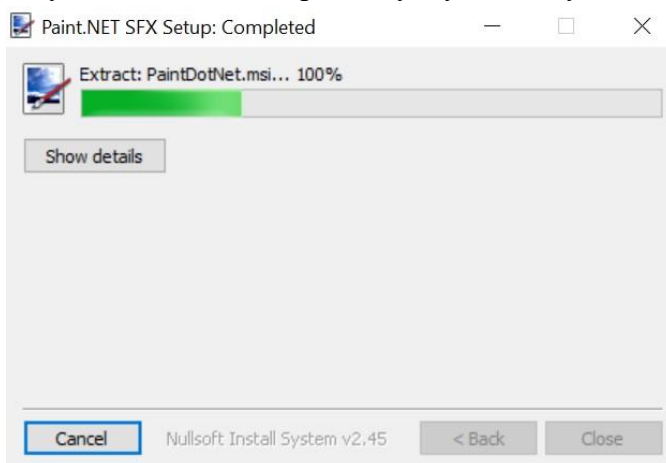 Paint.NET SFX Setup: Completed
Extract: PaintDotNet.msi... 100%
Show details
Cancel
Nullsoft Install System v2.45
< Back
Close